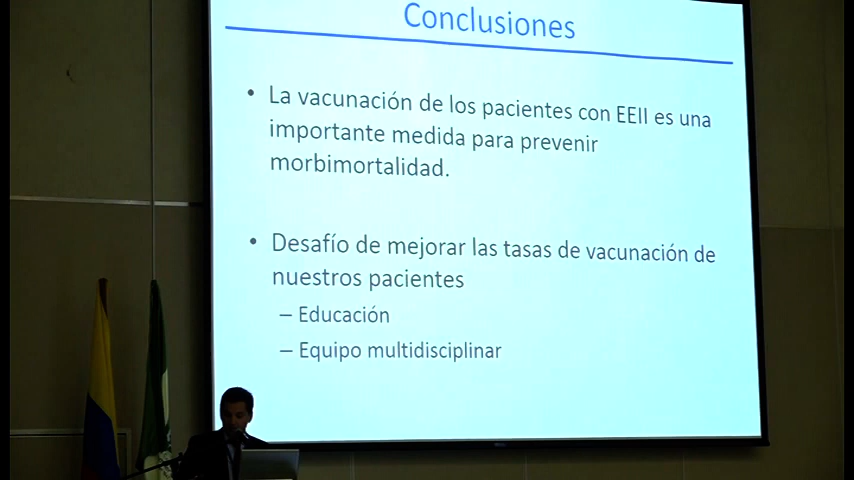 Conclusiones
• La vacunación de los pacientes con EEII es una
importante medida para prevenir
morbimortalidad.
• Desafío de mejorar las tasas de vacunación de
nuestros pacientes
– Educación
– Equipo multidisciplinar